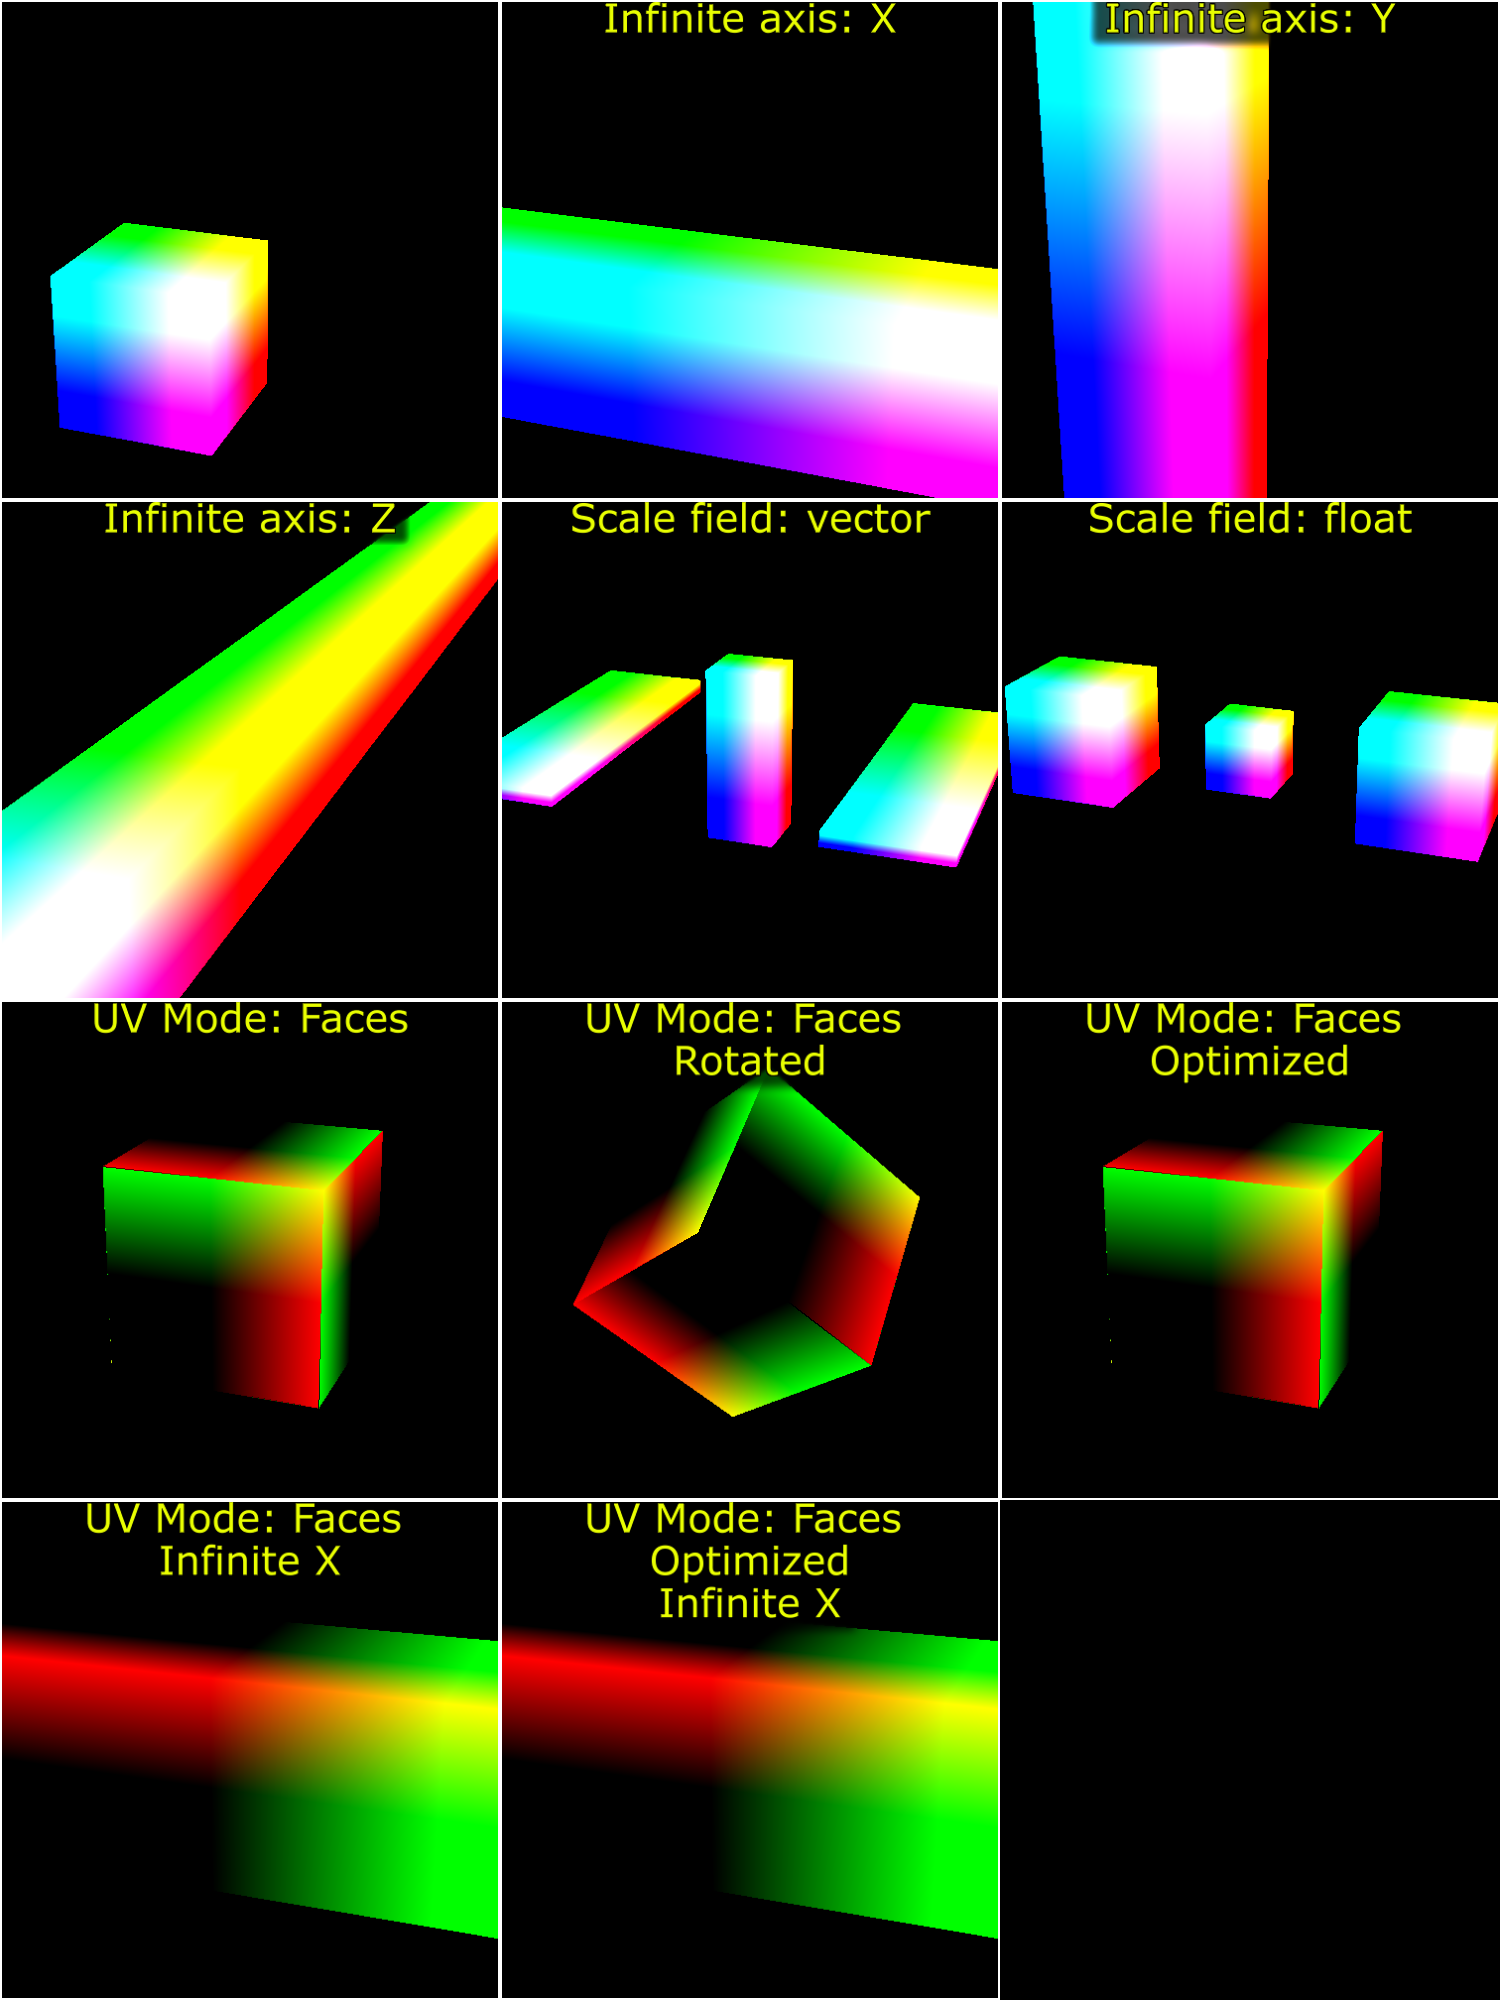 Infinite axis: X
Infinite axis: Y
Infinite axis: Z
Scale field: vector
Scale field: float
UV Mode: Faces
UV Mode: Faces
Rotated
UV Mode: Faces
Optimized
UV Mode: Faces
Infinite X
UV Mode: Faces
Optimized
Infinite X